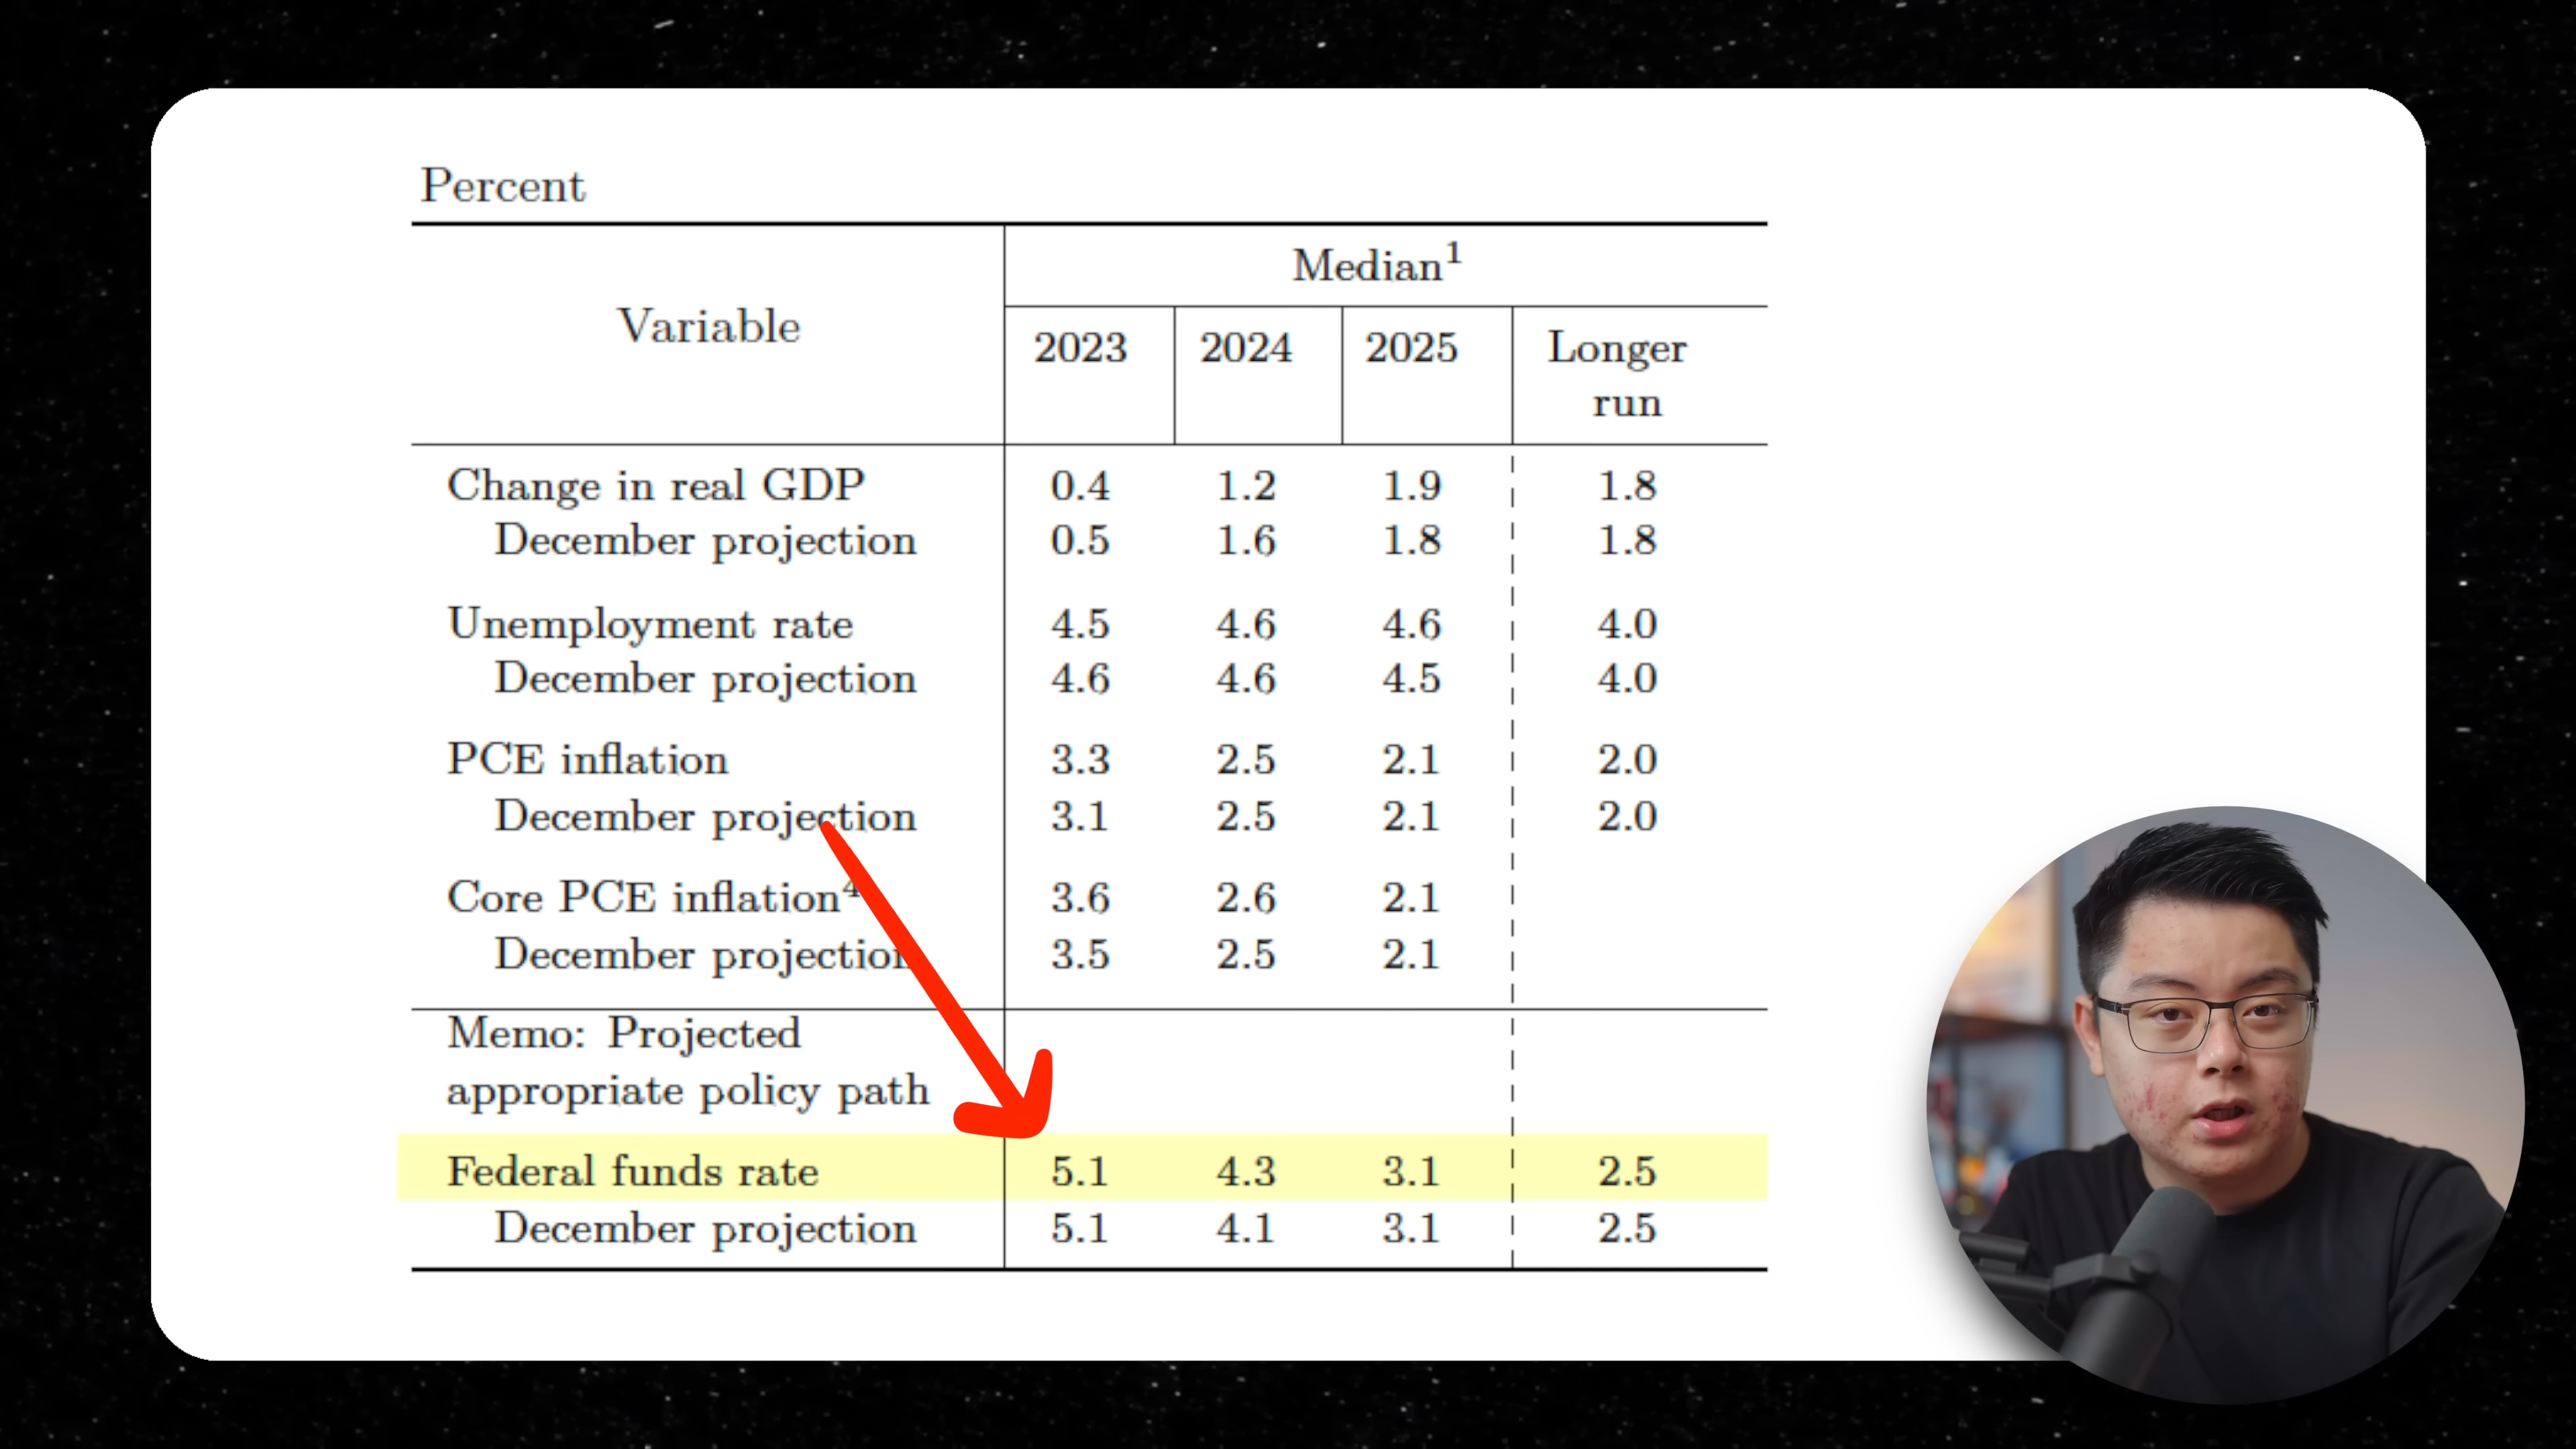 Percent
Variable Median¹
2023 2024 2025 Longer run
Change in real GDP 0.4 1.2 1.9 1.8
December projection 0.5 1.6 1.8 1.8
Unemployment rate 4.5 4.6 4.6 4.0
December projection 4.6 4.6 4.5 4.0
PCE inflation 3.3 2.5 2.1 2.0
December projection 3.1 2.5 2.1 2.0
Core PCE inflation⁴ 3.6 2.6 2.1
December projection 3.5 2.5 2.1
Memo: Projected
appropriate policy path
Federal funds rate 5.1 4.3 3.1 2.5
December projection 5.1 4.1 3.1 2.5